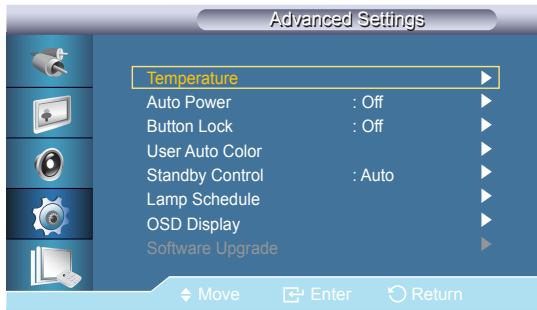 Advanced Settings
Temperature
Auto Power : Off
Button Lock : Off
User Auto Color
Standby Control : Auto
Lamp Schedule
OSD Display
Software Upgrade
Move Enter Return